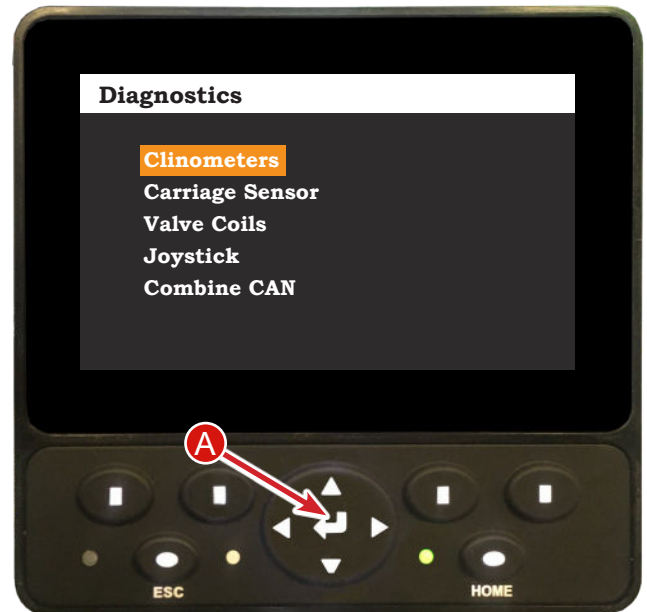 Diagnostics
Clinometers
Carriage Sensor
Valve Coils
Joystick
Combine CAN
A
ESC
HOME